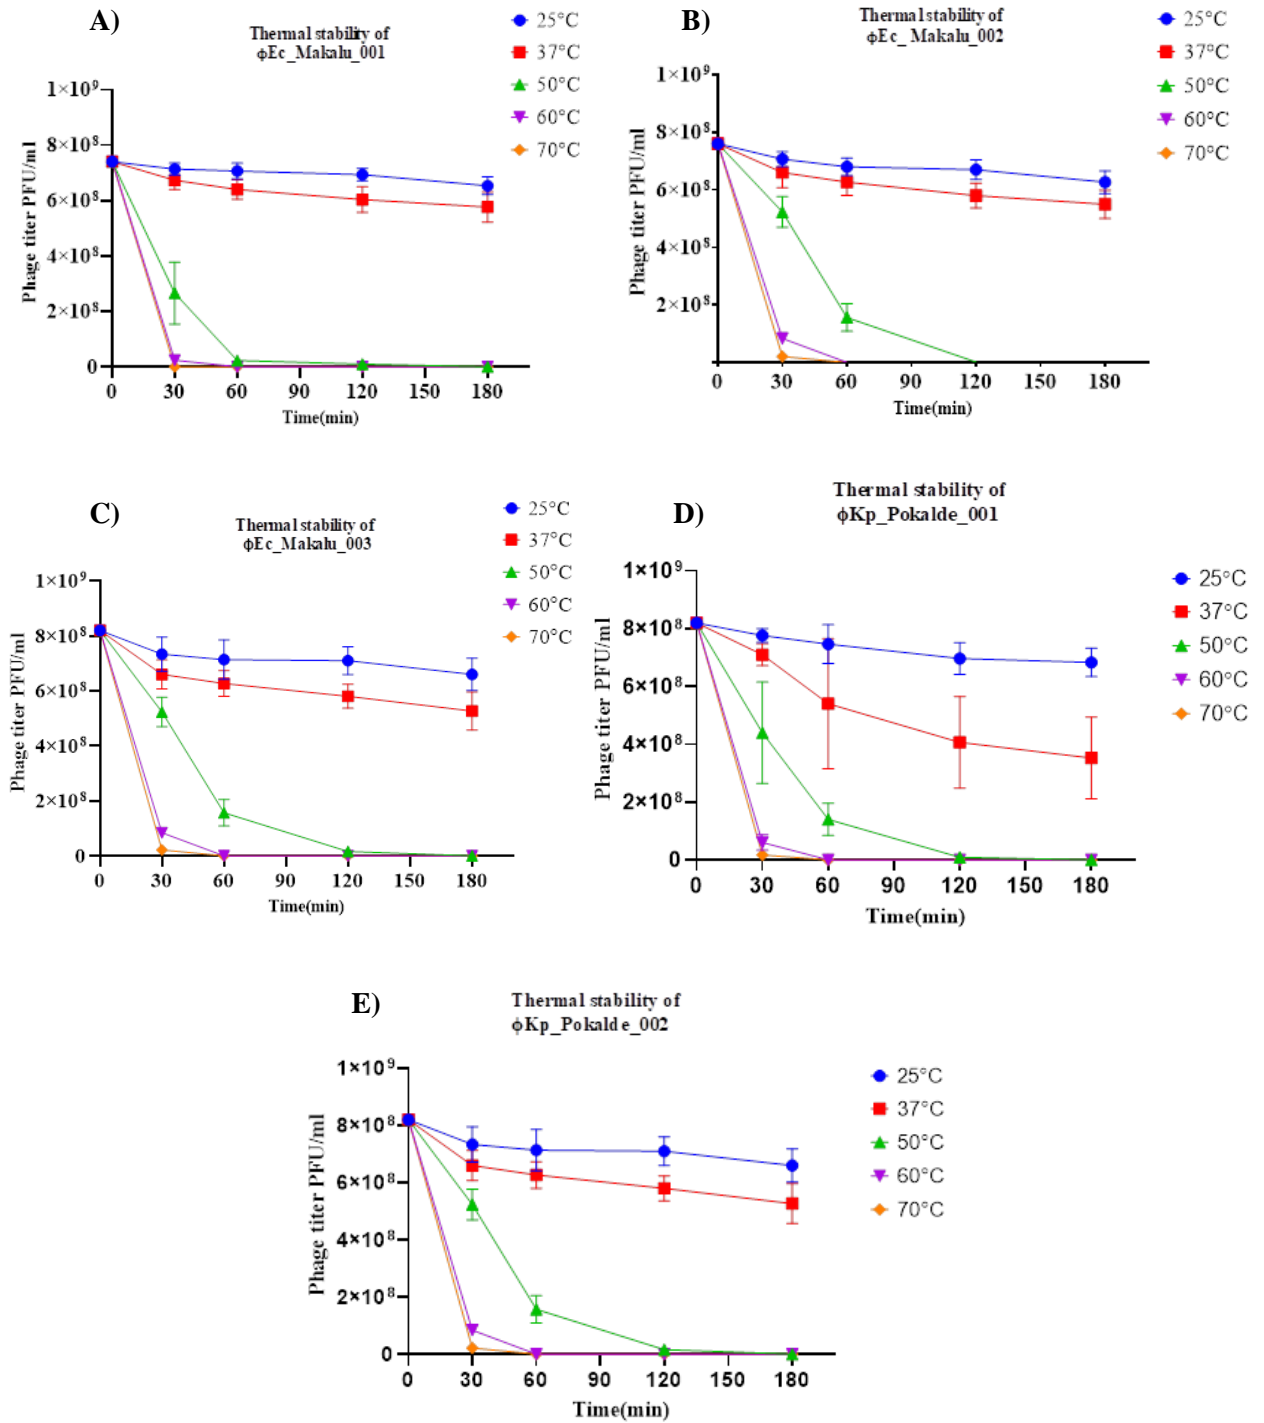 A)
Thermal stability of
ϕEc_Makalu_001
25°C
37°C
50°C
60°C
70°C
Phage titer PFU/ml
1×10⁹
8×10⁸
6×10⁸
4×10⁸
2×10⁸
0
0 30 60 90 120 150 180
Time(min)
B)
Thermal stability of
ϕEc_ Makalu_002
25°C
37°C
50°C
60°C
70°C
Phage titer PFU/ml
1×10⁹
8×10⁸
6×10⁸
4×10⁸
2×10⁸
0 30 60 90 120 150 180
Time(min)
C)
Thermal stability of
ϕEc_Makalu_003
25°C
37°C
50°C
60°C
70°C
Phage titer PFU/ml
1×10⁹
8×10⁸
6×10⁸
4×10⁸
2×10⁸
0
0 30 60 90 120 150 180
Time(min)
D)
Thermal stability of
ϕKp_Pokalde_001
25°C
37°C
50°C
60°C
70°C
Phage titer PFU/ml
1×10⁹
8×10⁸
6×10⁸
4×10⁸
2×10⁸
0
0 30 60 90 120 150 180
Time(min)
E)
Thermal stability of
ϕKp_Pokalde_002
25°C
37°C
50°C
60°C
70°C
Phage titer PFU/ml
1×10⁹
8×10⁸
6×10⁸
4×10⁸
2×10⁸
0
0 30 60 90 120 150 180
Time(min)